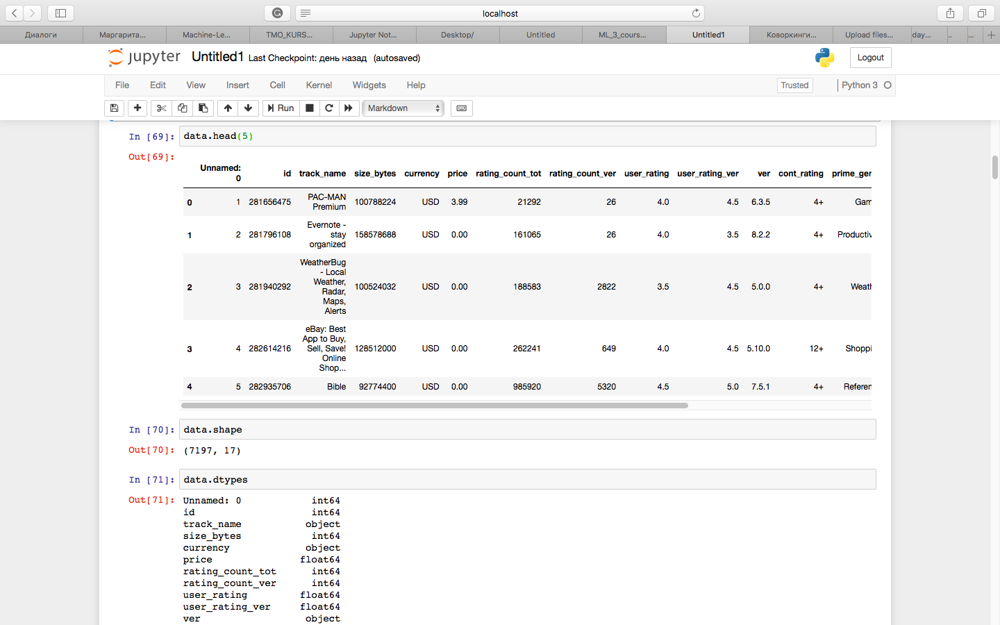 localhost
Диалоги Маргарита... Machine-Le... TMO_KURS... Jupyter Not... Desktop/ Untitled ML_3_cours... Untitled1 Коворкинги... Upload files... day... .. ...
jupyter Untitled1 Last Checkpoint: день назад (autosaved) Logout
File Edit View Insert Cell Kernel Widgets Help Trusted Python 3
Run Markdown
In [69]: data.head(5)
Out[69]:
Unnamed: 0 id track_name size_bytes currency price rating_count_tot rating_count_ver user_rating user_rating_ver ver cont_rating prime_ger
0 1 281656475 PAC-MAN Premium 100788224 USD 3.99 21292 26 4.0 4.5 6.3.5 4+ Gam
1 2 281796108 Evernote - stay organized 158578688 USD 0.00 161065 26 4.0 3.5 8.2.2 4+ Productiv
2 3 281940292 WeatherBug - Local Weather, Radar, Maps, Alerts 100524032 USD 0.00 188583 2822 3.5 4.5 5.0.0 4+ Weath
3 4 282614216 eBay: Best App to Buy, Sell, Save! Online Shop... 128512000 USD 0.00 262241 649 4.0 4.5 5.10.0 12+ Shoppi
4 5 282935706 Bible 92774400 USD 0.00 985920 5320 4.5 5.0 7.5.1 4+ Referen
In [70]: data.shape
Out[70]: (7197, 17)
In [71]: data.dtypes
Out[71]: Unnamed: 0 int64
id int64
track_name object
size_bytes int64
currency object
price float64
rating_count_tot int64
rating_count_ver int64
user_rating float64
user_rating_ver float64
ver object